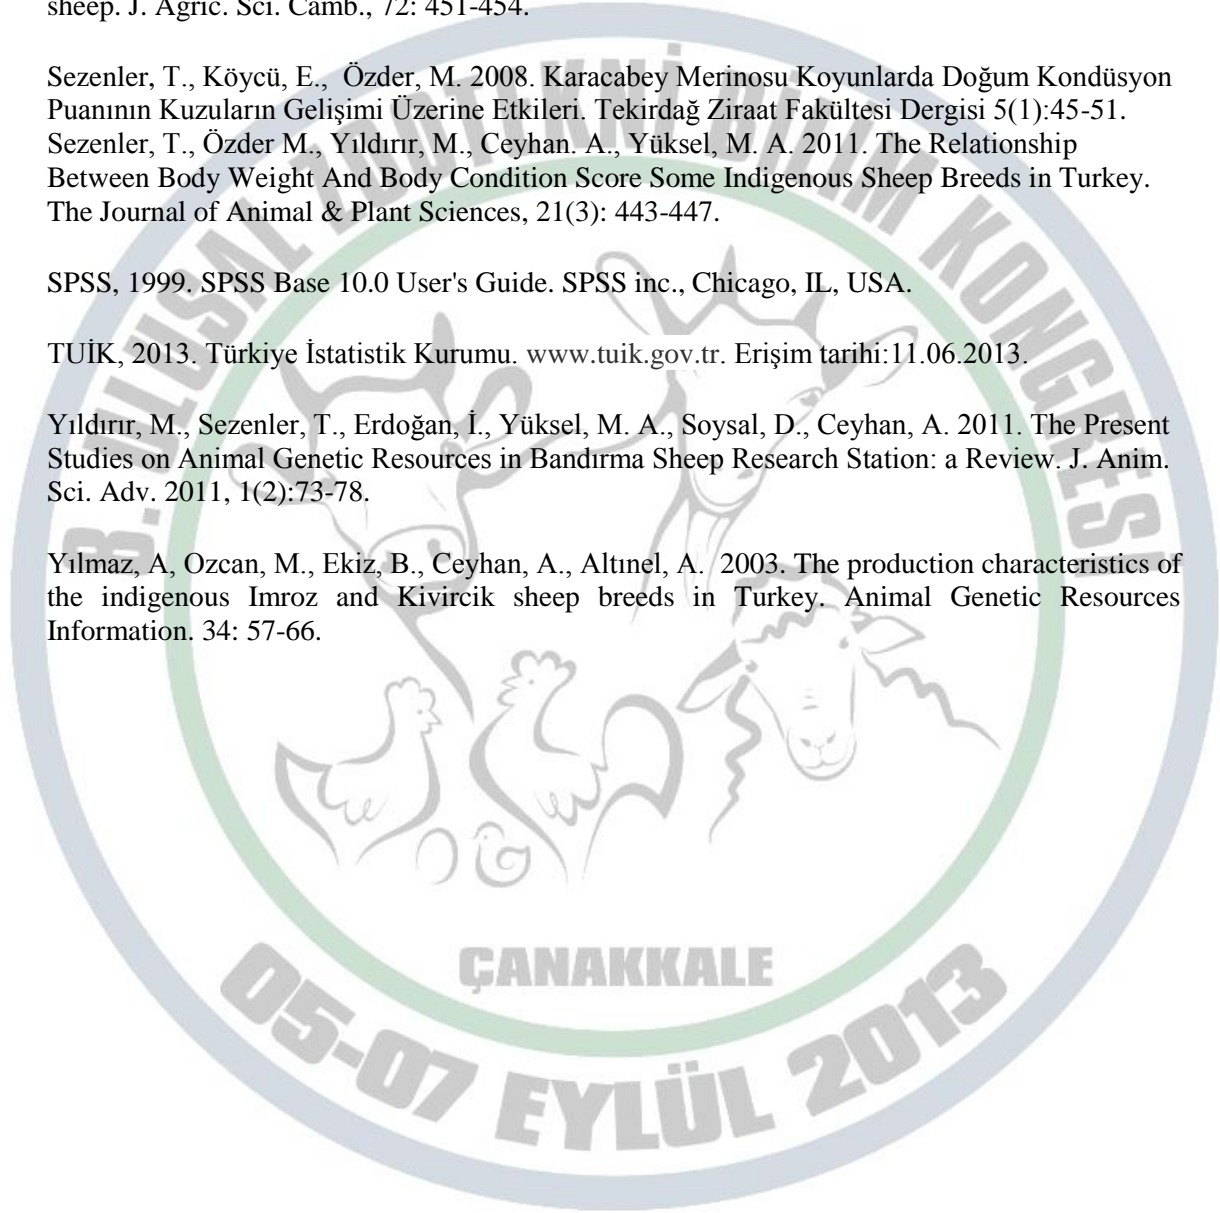 sheep. J. Agric. Sci. Camb., 72: 451-454.
Sezenler, T., Köycü, E., Özder, M. 2008. Karacabey Merinosu Koyunlarda Doğum Kondüsyon
Puanının Kuzuların Gelişimi Üzerine Etkileri. Tekirdağ Ziraat Fakültesi Dergisi 5(1):45-51.
Sezenler, T., Özder M., Yıldırır, M., Ceyhan. A., Yüksel, M. A. 2011. The Relationship
Between Body Weight And Body Condition Score Some Indigenous Sheep Breeds in Turkey.
The Journal of Animal & Plant Sciences, 21(3): 443-447.
SPSS, 1999. SPSS Base 10.0 User's Guide. SPSS inc., Chicago, IL, USA.
TUİK, 2013. Türkiye İstatistik Kurumu. www.tuik.gov.tr. Erişim tarihi:11.06.2013.
Yıldırır, M., Sezenler, T., Erdoğan, İ., Yüksel, M. A., Soysal, D., Ceyhan, A. 2011. The Present
Studies on Animal Genetic Resources in Bandırma Sheep Research Station: a Review. J. Anim.
Sci. Adv. 2011, 1(2):73-78.
Yılmaz, A, Ozcan, M., Ekiz, B., Ceyhan, A., Altınel, A. 2003. The production characteristics of
the indigenous Imroz and Kivircik sheep breeds in Turkey. Animal Genetic Resources
Information. 34: 57-66.
8. ULUSAL ZOOTEKNİ BİLİM KONGRESİ
ÇANAKKALE
05-07 EYLÜL 2013